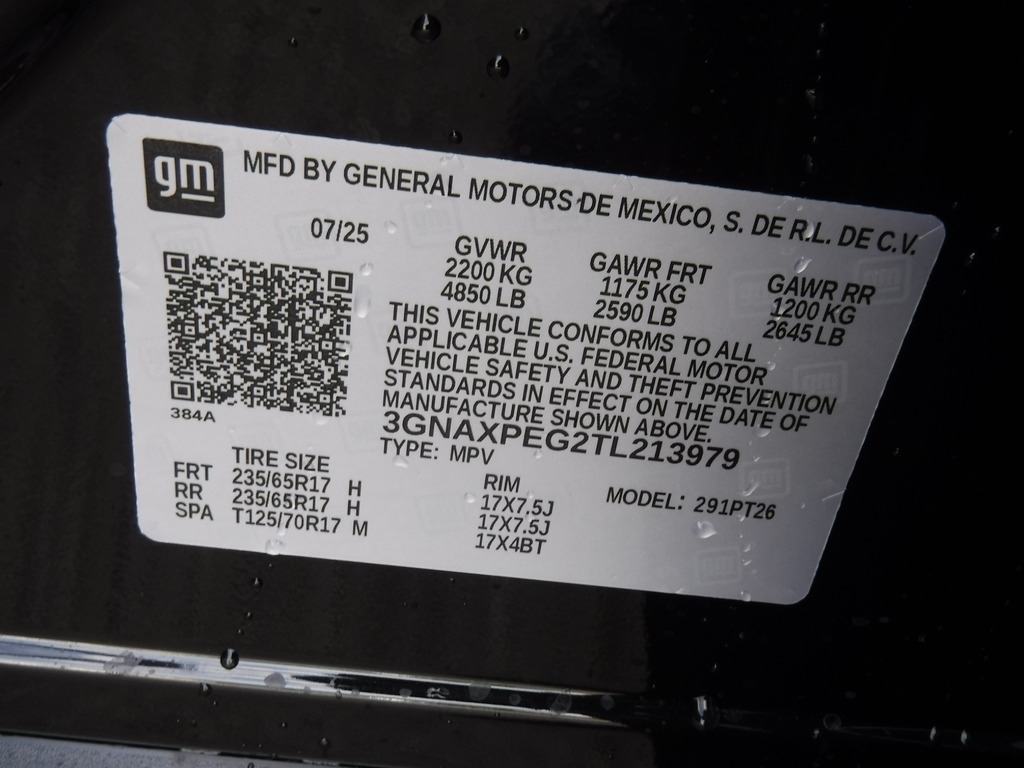 gm
MFD BY GENERAL MOTORS DE MEXICO, S. DE R.L. DE C.V.
07/25
GVWR
2200 KG
4850 LB
GAWR FRT
1175 KG
2590 LB
GAWR RR
1200 KG
2645 LB
THIS VEHICLE CONFORMS TO ALL
APPLICABLE U.S. FEDERAL MOTOR
VEHICLE SAFETY AND THEFT PREVENTION
STANDARDS IN EFFECT ON THE DATE OF
MANUFACTURE SHOWN ABOVE.
384A
3GNAXPEG2TL213979
TYPE: MPV
MODEL: 291PT26
TIRE SIZE
RIM
FRT 235/65R17 H 17X7.5J
RR 235/65R17 H 17X7.5J
SPA T125/70R17 M 17X4BT